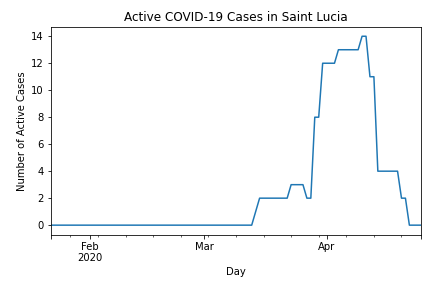 Active COVID-19 Cases in Saint Lucia
Number of Active Cases
14
12
10
8
6
4
2
0
Feb
2020
Mar
Apr
Day